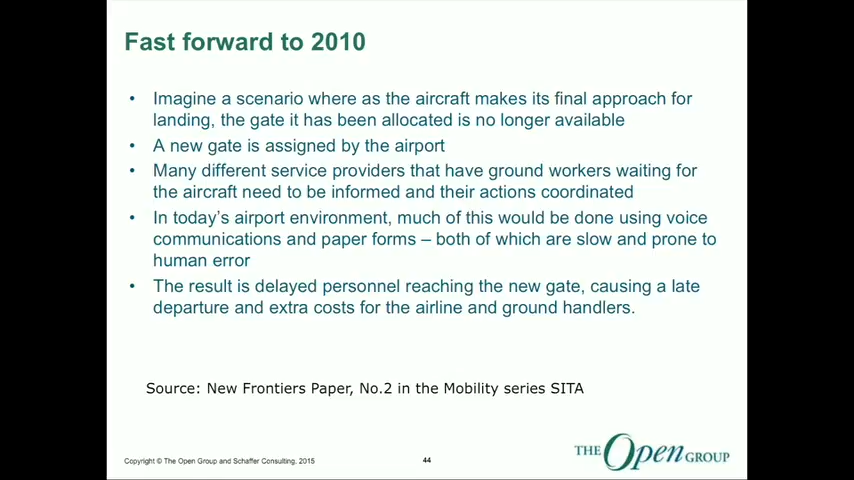 Fast forward to 2010
• Imagine a scenario where as the aircraft makes its final approach for
landing, the gate it has been allocated is no longer available
• A new gate is assigned by the airport
• Many different service providers that have ground workers waiting for
the aircraft need to be informed and their actions coordinated
• In today's airport environment, much of this would be done using voice
communications and paper forms – both of which are slow and prone to
human error
• The result is delayed personnel reaching the new gate, causing a late
departure and extra costs for the airline and ground handlers.
Source: New Frontiers Paper, No.2 in the Mobility series SITA
Copyright © The Open Group and Schaffer Consulting, 2015
44
THE Open GROUP